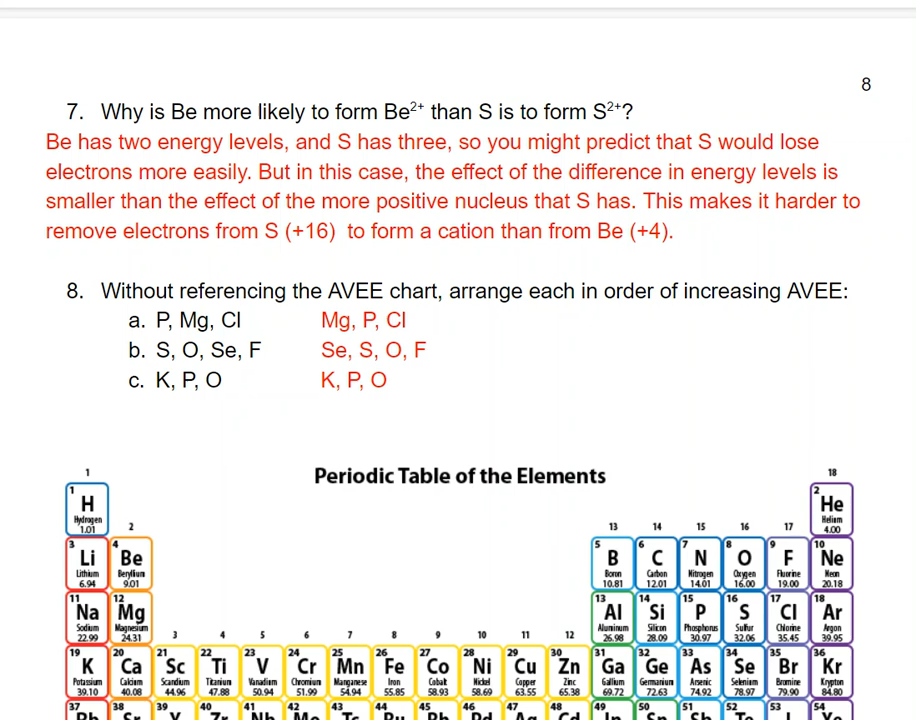 8
7. Why is Be more likely to form Be²⁺ than S is to form S²⁺?
Be has two energy levels, and S has three, so you might predict that S would lose
electrons more easily. But in this case, the effect of the difference in energy levels is
smaller than the effect of the more positive nucleus that S has. This makes it harder to
remove electrons from S (+16) to form a cation than from Be (+4).
8. Without referencing the AVEE chart, arrange each in order of increasing AVEE:
a. P, Mg, Cl Mg, P, Cl
b. S, O, Se, F Se, S, O, F
c. K, P, O K, P, O
Periodic Table of the Elements
1 18
1 2
H He
Hydrogen Helium
1.01 4.00
2 13 14 15 16 17
3 4 5 6 7 8 9 10
Li Be B C N O F Ne
Lithium Beryllium Boron Carbon Nitrogen Oxygen Fluorine Neon
6.94 9.01 10.81 12.01 14.01 16.00 19.00 20.18
11 12 13 14 15 16 17 18
Na Mg Al Si P S Cl Ar
Sodium Magnesium Aluminum Silicon Phosphorus Sulfur Chlorine Argon
22.99 24.31 26.98 28.09 30.97 32.06 35.45 39.95
3 4 5 6 7 8 9 10 11 12
19 20 21 22 23 24 25 26 27 28 29 30 31 32 33 34 35 36
K Ca Sc Ti V Cr Mn Fe Co Ni Cu Zn Ga Ge As Se Br Kr
Potassium Calcium Scandium Titanium Vanadium Chromium Manganese Iron Cobalt Nickel Copper Zinc Gallium Germanium Arsenic Selenium Bromine Krypton
39.10 40.08 44.96 47.88 50.94 51.99 54.94 55.85 58.93 58.69 63.55 65.38 69.72 72.63 74.92 78.97 79.90 84.80
37 38 39 40 41 42 43 44 45 46 47 48 49 50 51 52 53 54